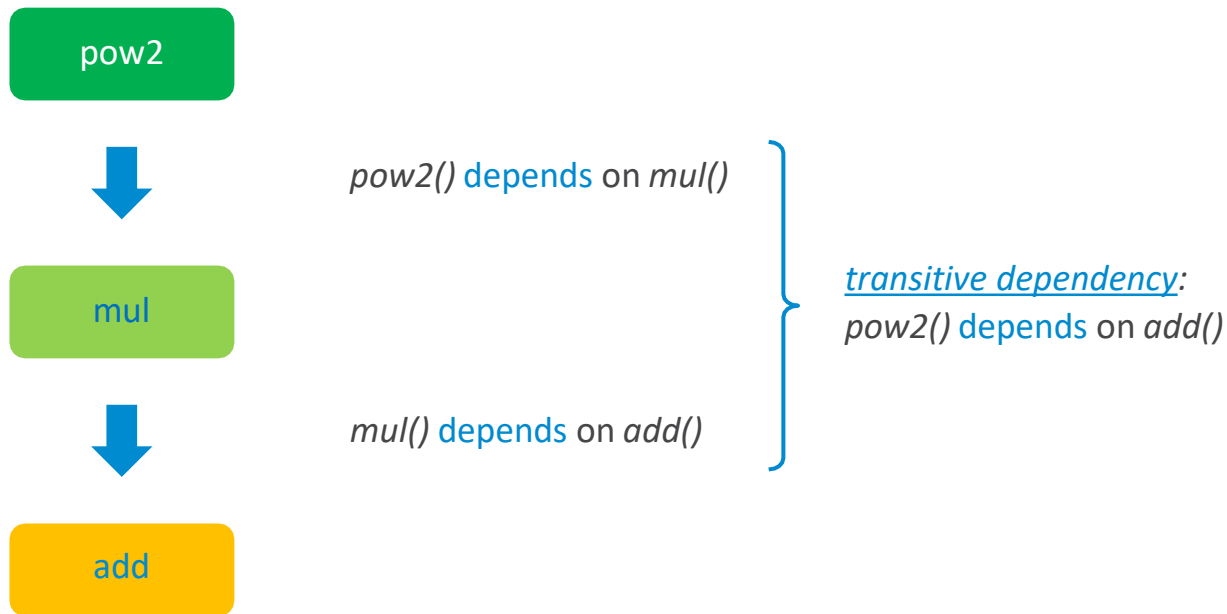 pow2
pow2() depends on mul()
mul
transitive dependency:
pow2() depends on add()
mul() depends on add()
add